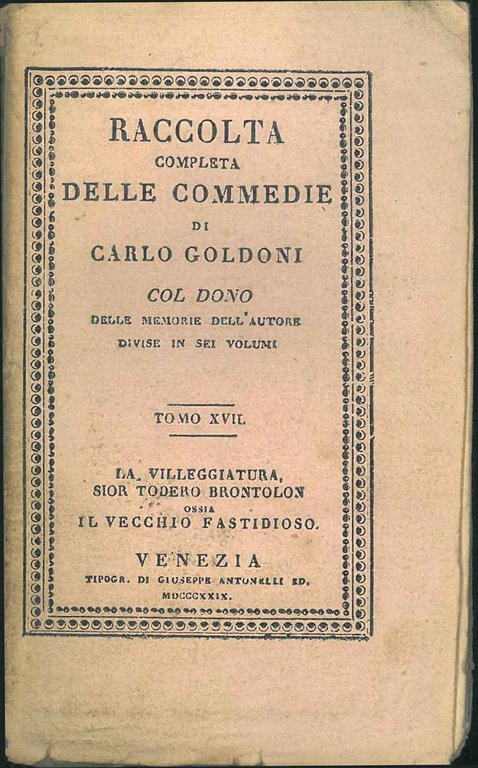 RACCOLTA
COMPLETA
DELLE COMMEDIE
DI
CARLO GOLDONI
COL DONO
DELLE MEMORIE DELL'AUTORE
DIVISE IN SEI VOLUMI
TOMO XVII.
LA VILLEGGIATURA,
SIOR TODERO BRONTOLON
OSSIA
IL VECCHIO FASTIDIOSO.
VENEZIA
TIPOGR. DI GIUSEPPE ANTONELLI ED.
MDCCCXXIX.